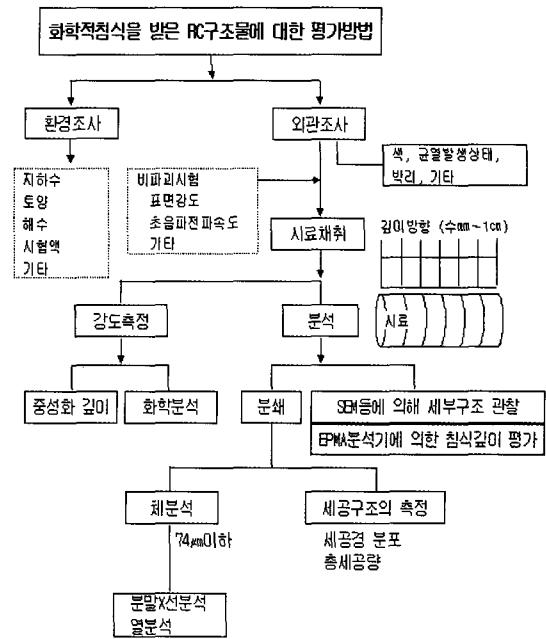 화학적침식을 받은 RC구조물에 대한 평가방법
환경조사
외관조사
색, 균열발생상태,
박리, 기타
지하수
토양
해수
시험액
기타
비파괴시험
표면강도
초음파전파속도
기타
시료채취
깊이방향 (수mm~1cm)
시료
강도측정
분석
중성화 깊이
화학분석
분쇄
SEM등에 의해 세부구조 관찰
EPMA분석기에 의한 침식깊이 평가
체분석
세공구조의 측정
74㎛이하
세공경 분포
총세공량
분말X선분석
열분석